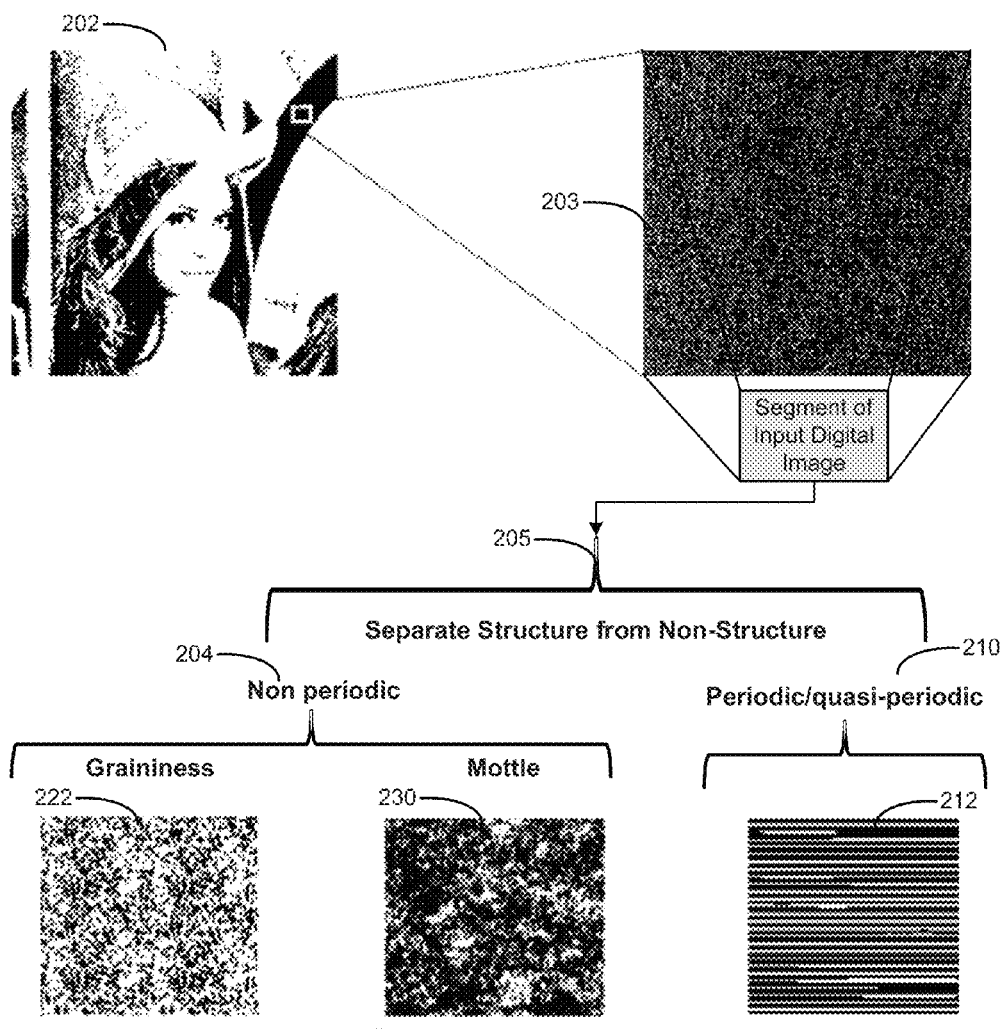 202
203
Segment of
Input Digital
Image
205
Separate Structure from Non-Structure
204
210
Non periodic
Periodic/quasi-periodic
Graininess
Mottle
222
230
212